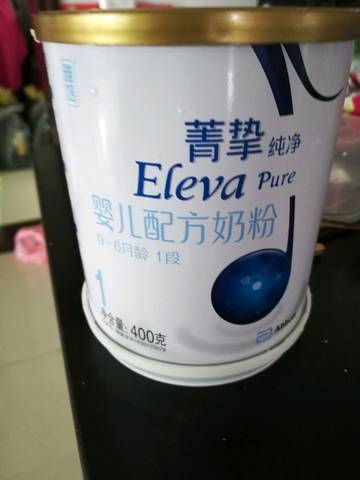 菁挚 纯净
Eleva Pure
婴儿配方奶粉
0-6月龄 1段
1
净含量:400克
Abbott